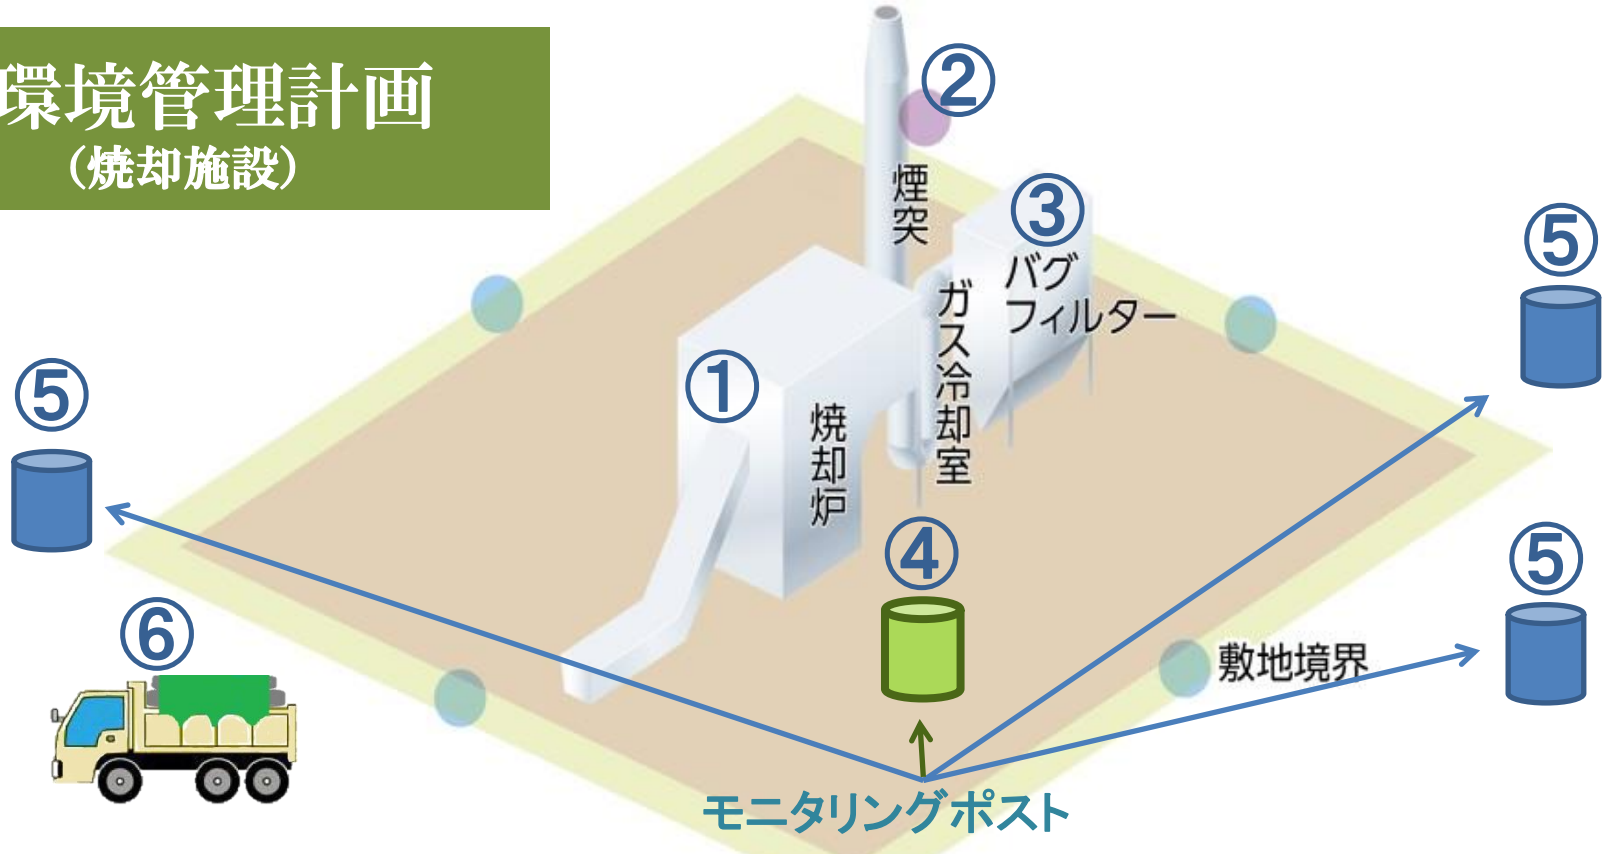 環境管理計画
(焼却施設)
②
煙突
③
バグ
フィルター
ガス冷却室
①
焼却炉
⑤
⑤
④
⑤
⑥
敷地境界
モニタリングポスト